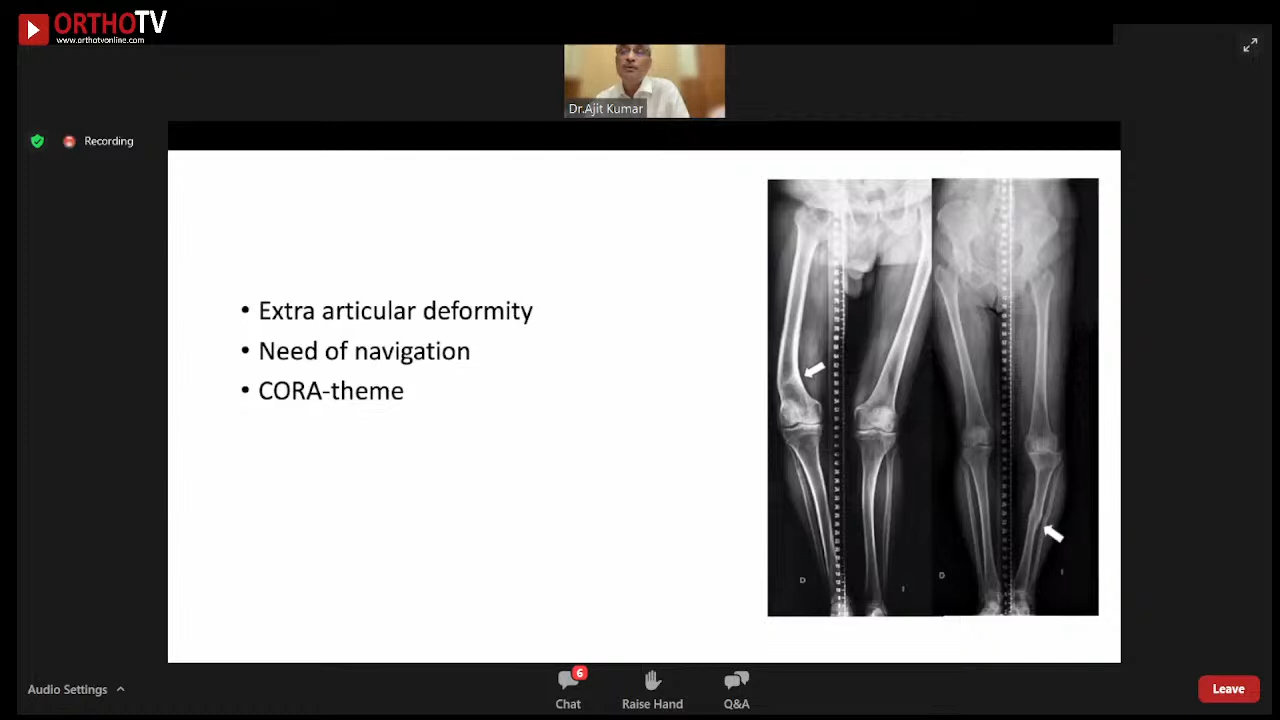 ORTHOTV
www.orthotvonline.com
Dr.Ajit Kumar
Recording
• Extra articular deformity
• Need of navigation
• CORA-theme
D
I
D
I
Audio Settings
6
Chat
Raise Hand
Q&A
Leave